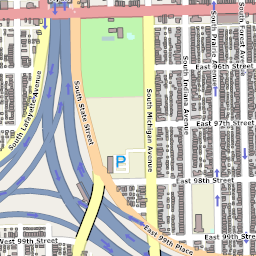 South Prairie Avenue
South Forest Avenue
East 96th Street
South Lafayette Avenue
South State Street
South Michigan Avenue
South Indiana Avenue
East 97th Street
P
East 98th Street
East 99th Place
West 99th Street
East 99th Street